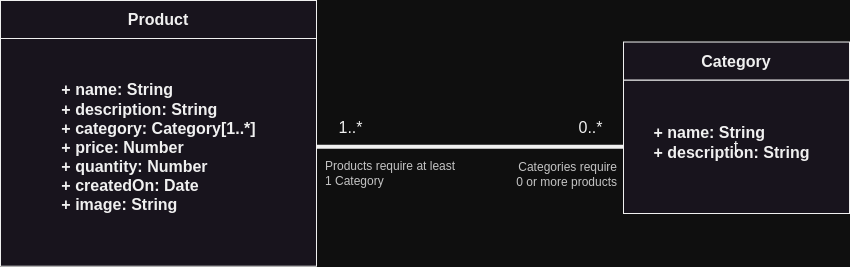 Product
+ name: String
+ description: String
+ category: Category[1..*]
+ price: Number
+ quantity: Number
+ createdOn: Date
+ image: String
1..*
0..*
Products require at least
1 Category
Categories require
0 or more products
Category
+ name: String
+ description: String